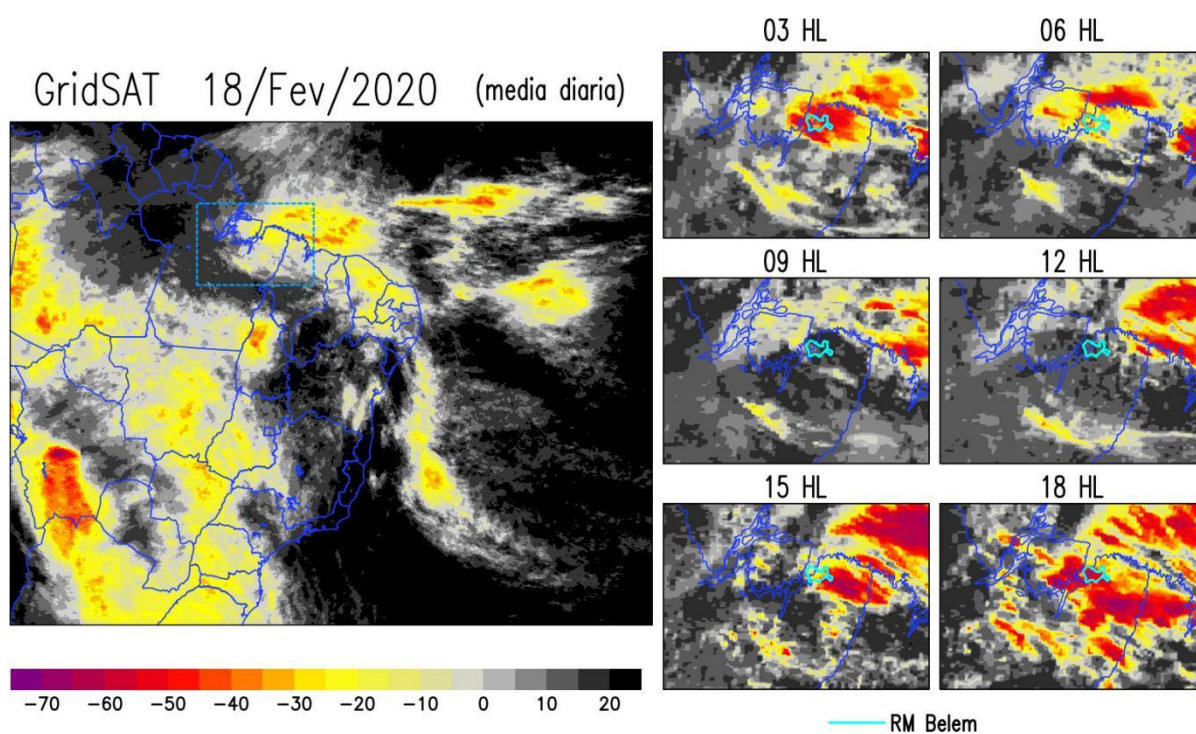 GridSAT 18/Fev/2020 (media diaria)
03 HL
06 HL
09 HL
12 HL
15 HL
18 HL
-70 -60 -50 -40 -30 -20 -10 0 10 20
RM Belem